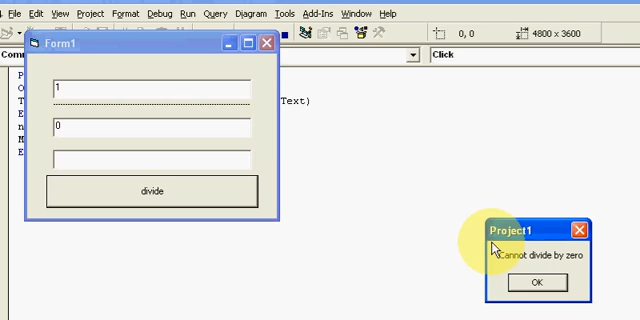 File Edit View Project Format Debug Run Query Diagram Tools Add-Ins Window Help
0, 0 4800 x 3600
Com Click
Form1
P
O
T Text)
E
n
M
E
1
0
divide
Project1
Cannot divide by zero
OK